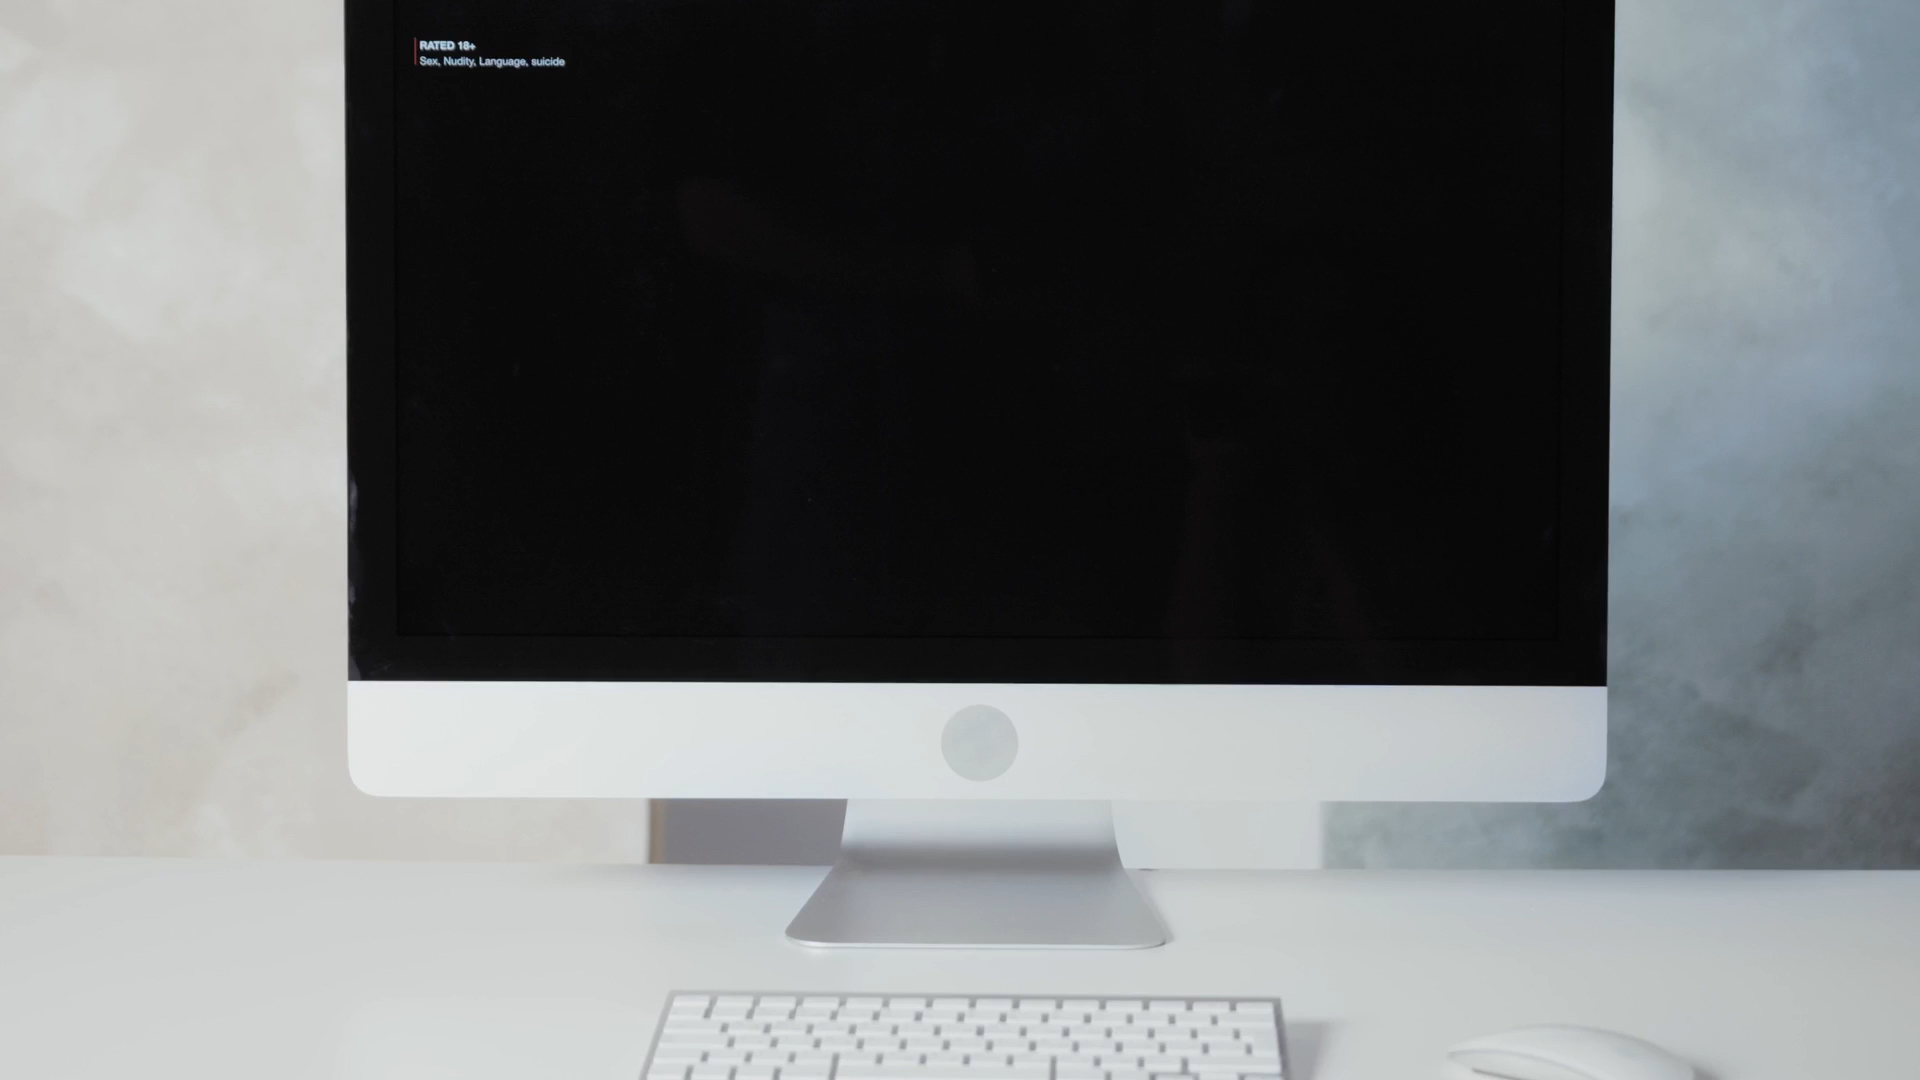 RATED 18+
Sex, Nudity, Language, suicide